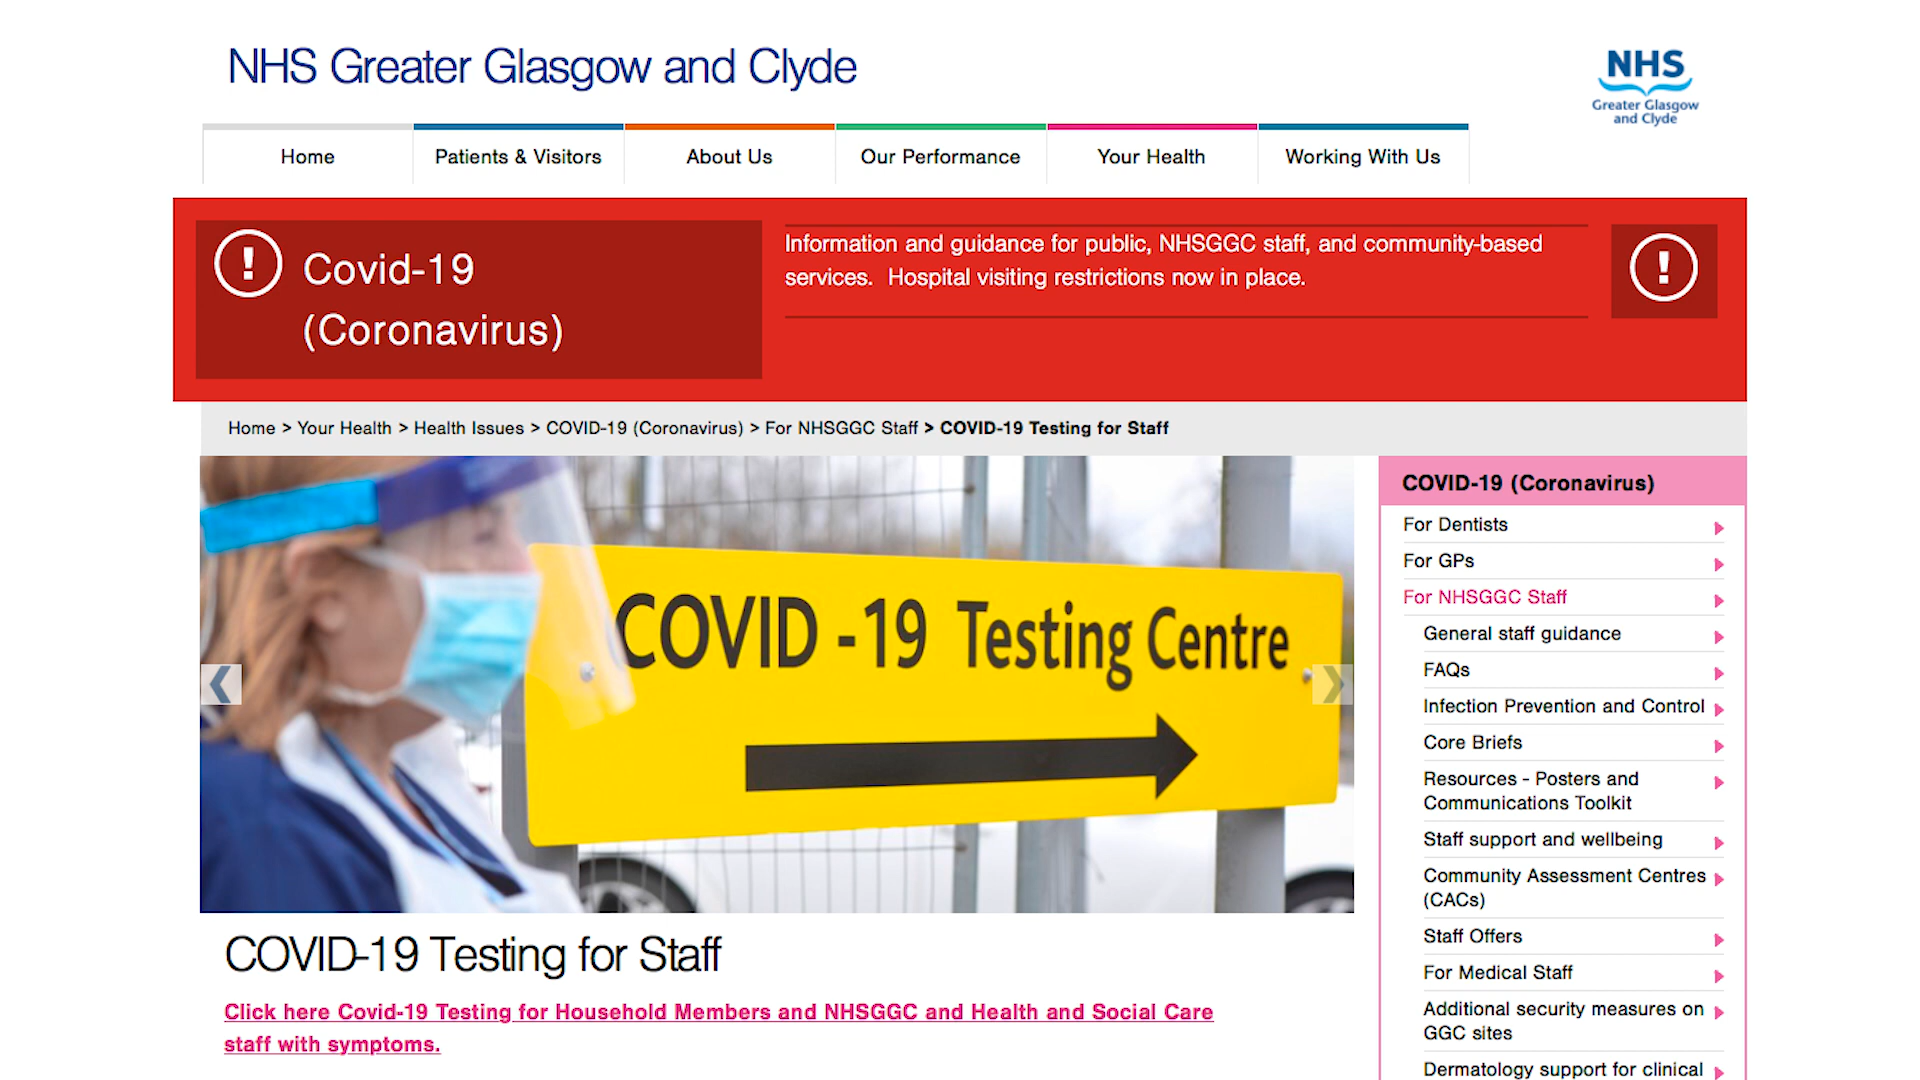 NHS Greater Glasgow and Clyde
NHS
Greater Glasgow
and Clyde
Home
Patients & Visitors
About Us
Our Performance
Your Health
Working With Us
Covid-19
(Coronavirus)
Information and guidance for public, NHSGGC staff, and community-based
services. Hospital visiting restrictions now in place.
Home > Your Health > Health Issues > COVID-19 (Coronavirus) > For NHSGGC Staff > COVID-19 Testing for Staff
COVID -19 Testing Centre
COVID-19 Testing for Staff
Click here Covid-19 Testing for Household Members and NHSGGC and Health and Social Care
staff with symptoms.
COVID-19 (Coronavirus)
For Dentists
For GPs
For NHSGGC Staff
General staff guidance
FAQs
Infection Prevention and Control
Core Briefs
Resources - Posters and
Communications Toolkit
Staff support and wellbeing
Community Assessment Centres
(CACs)
Staff Offers
For Medical Staff
Additional security measures on
GGC sites
Dermatology support for clinical